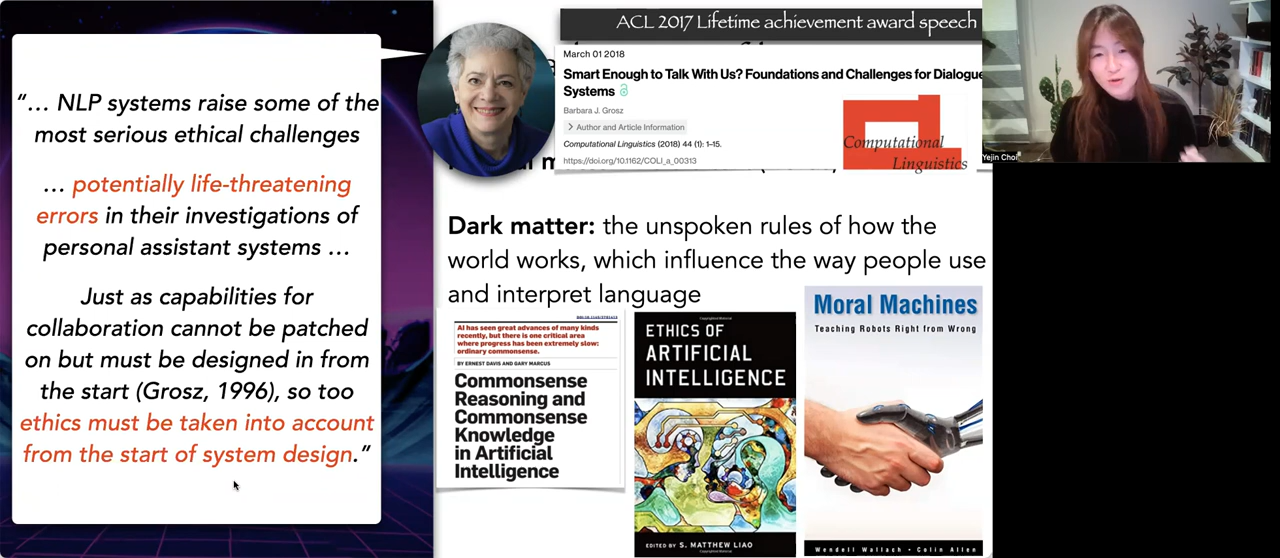 “… NLP systems raise some of the
most serious ethical challenges
… potentially life-threatening
errors in their investigations of
personal assistant systems …
Just as capabilities for
collaboration cannot be patched
on but must be designed in from
the start (Grosz, 1996), so too
ethics must be taken into account
from the start of system design.”
ACL 2017 Lifetime achievement award speech
March 01 2018
Smart Enough to Talk With Us? Foundations and Challenges for Dialogue
Systems
Barbara J. Grosz
> Author and Article Information
Computational Linguistics (2018) 44 (1): 1–15.
https://doi.org/10.1162/COLI_a_00313
Computational
Linguistics
Dark matter: the unspoken rules of how the
world works, which influence the way people use
and interpret language
AI has seen great advances of many kinds
recently, but there is one critical area
where progress has been extremely slow:
ordinary commonsense.
BY ERNEST DAVIS AND GARY MARCUS
Commonsense
Reasoning and
Commonsense
Knowledge
in Artificial
Intelligence
ETHICS OF
ARTIFICIAL
INTELLIGENCE
EDITED BY S. MATTHEW LIAO
Moral Machines
Teaching Robots Right from Wrong
Wendell Wallach • Colin Allen
Yejin Choi